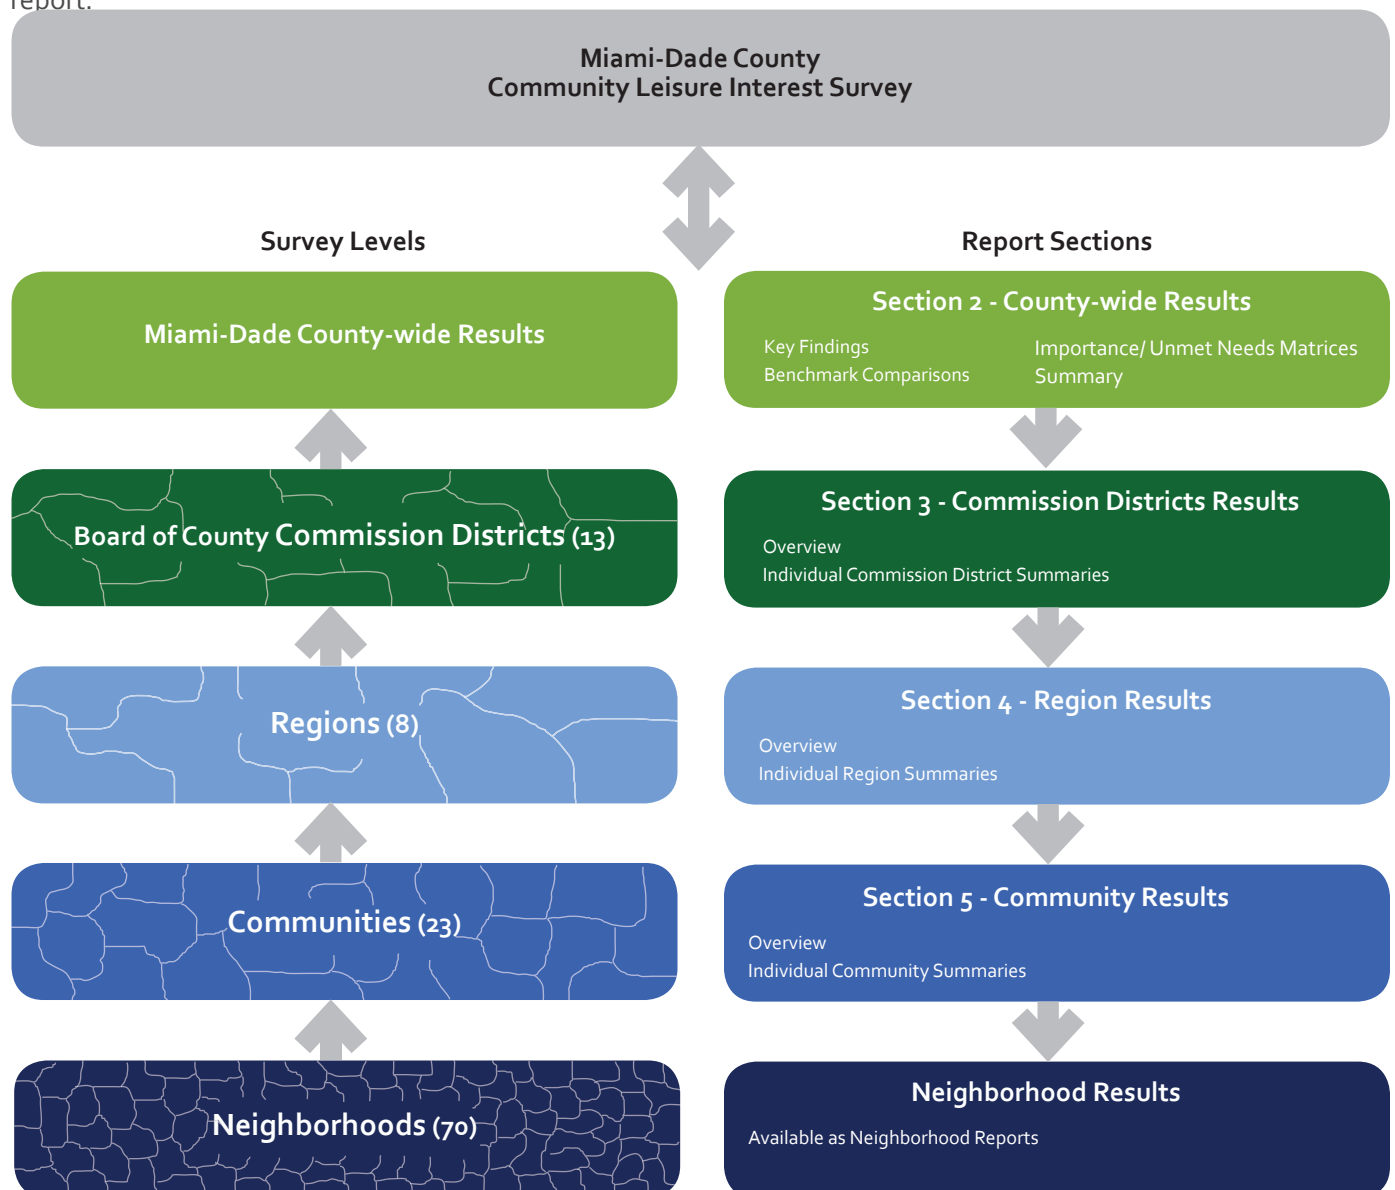 report.
Miami-Dade County
Community Leisure Interest Survey
Survey Levels
Report Sections
Miami-Dade County-wide Results
Section 2 - County-wide Results
Key Findings
Benchmark Comparisons
Importance/ Unmet Needs Matrices
Summary
Board of County Commission Districts (13)
Section 3 - Commission Districts Results
Overview
Individual Commission District Summaries
Regions (8)
Section 4 - Region Results
Overview
Individual Region Summaries
Communities (23)
Section 5 - Community Results
Overview
Individual Community Summaries
Neighborhoods (70)
Neighborhood Results
Available as Neighborhood Reports